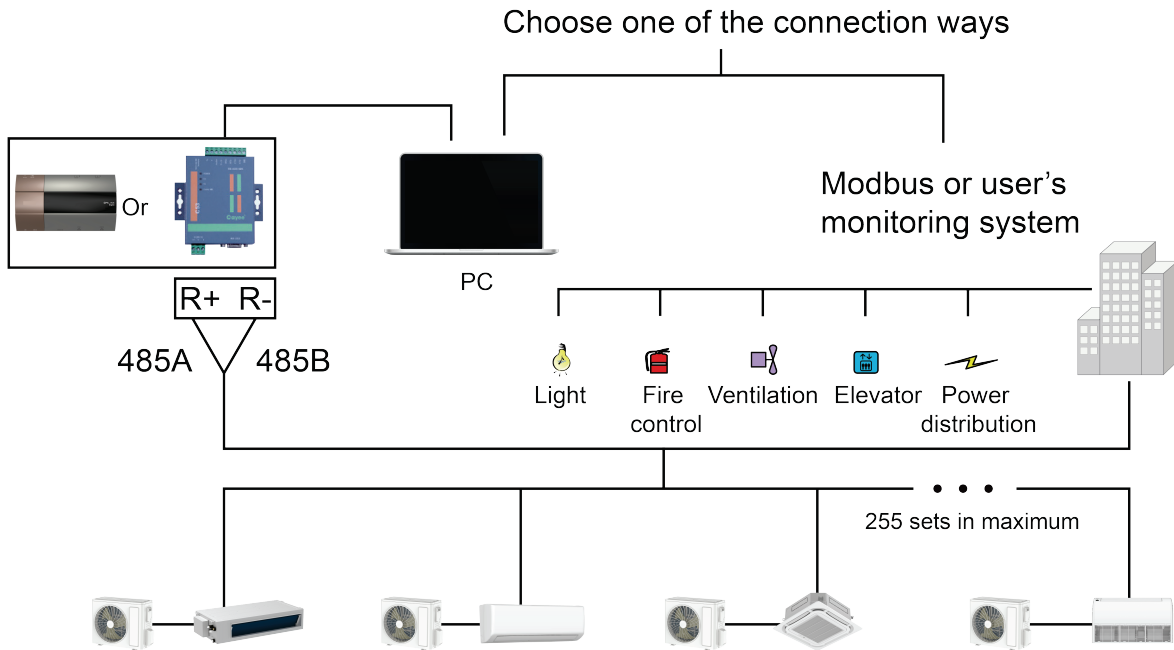 Choose one of the connection ways
Or
PC
Modbus or user’s
monitoring system
R+ R-
485A 485B
Light
Fire
control
Ventilation
Elevator
Power
distribution
255 sets in maximum